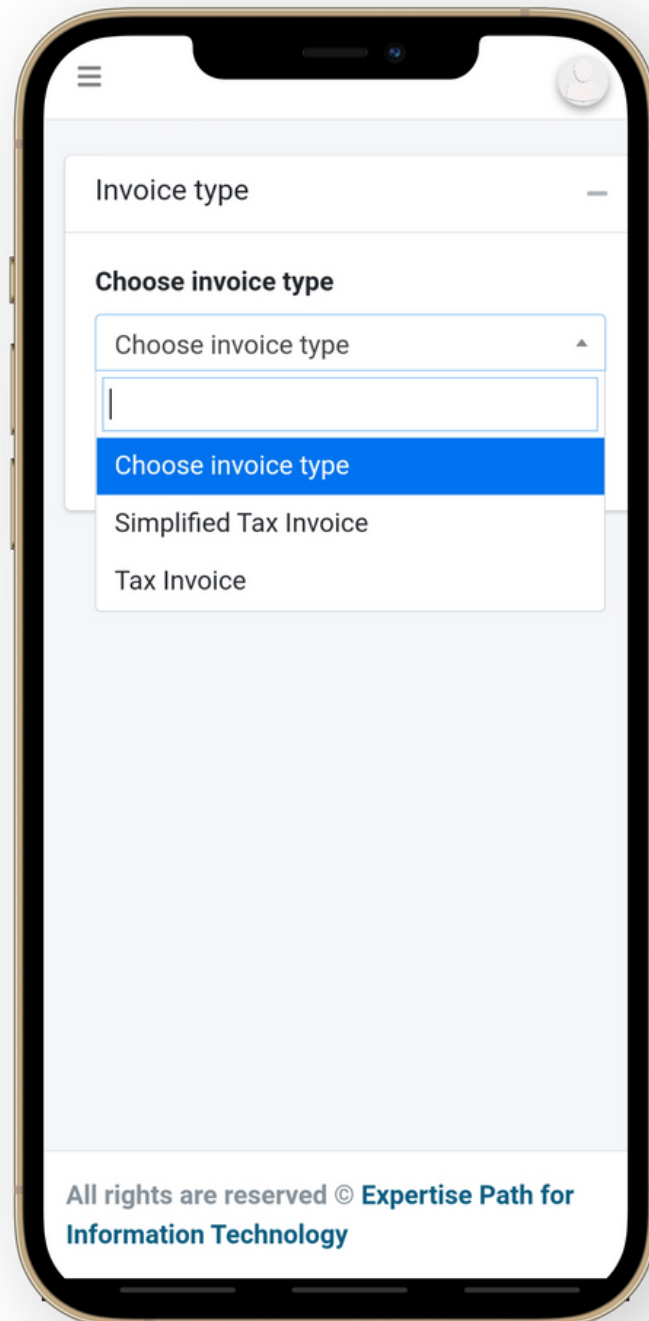 Invoice type
Choose invoice type
Choose invoice type
Choose invoice type
Simplified Tax Invoice
Tax Invoice
All rights are reserved © Expertise Path for
Information Technology